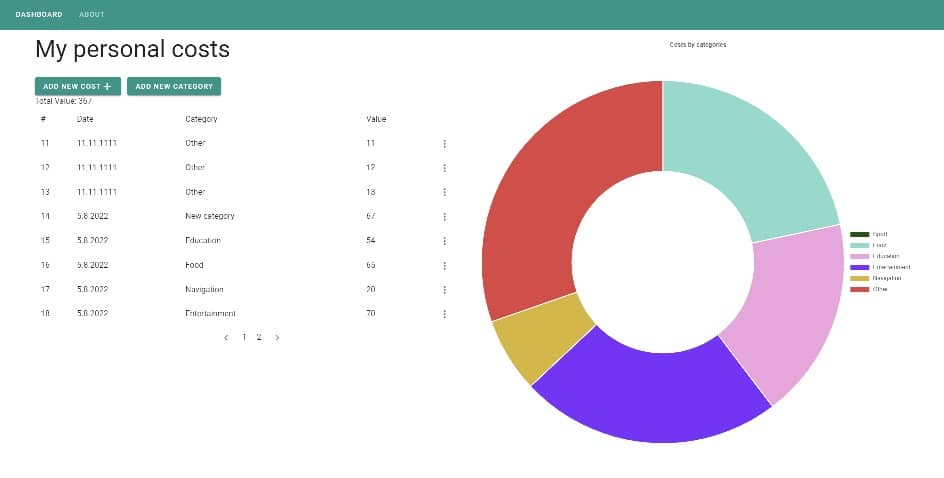 DASHBOARD ABOUT
My personal costs
ADD NEW COST + ADD NEW CATEGORY
Total Value: 367
# Date Category Value
11 11.11.1111 Other 11
12 11.11.1111 Other 12
13 11.11.1111 Other 13
14 5.8.2022 New category 67
15 5.8.2022 Education 54
16 5.8.2022 Food 65
17 5.8.2022 Navigation 20
18 5.8.2022 Entertainment 70
‹ 1 2 ›
Costs by categories
Sport
Food
Education
Entertainment
Navigation
Other